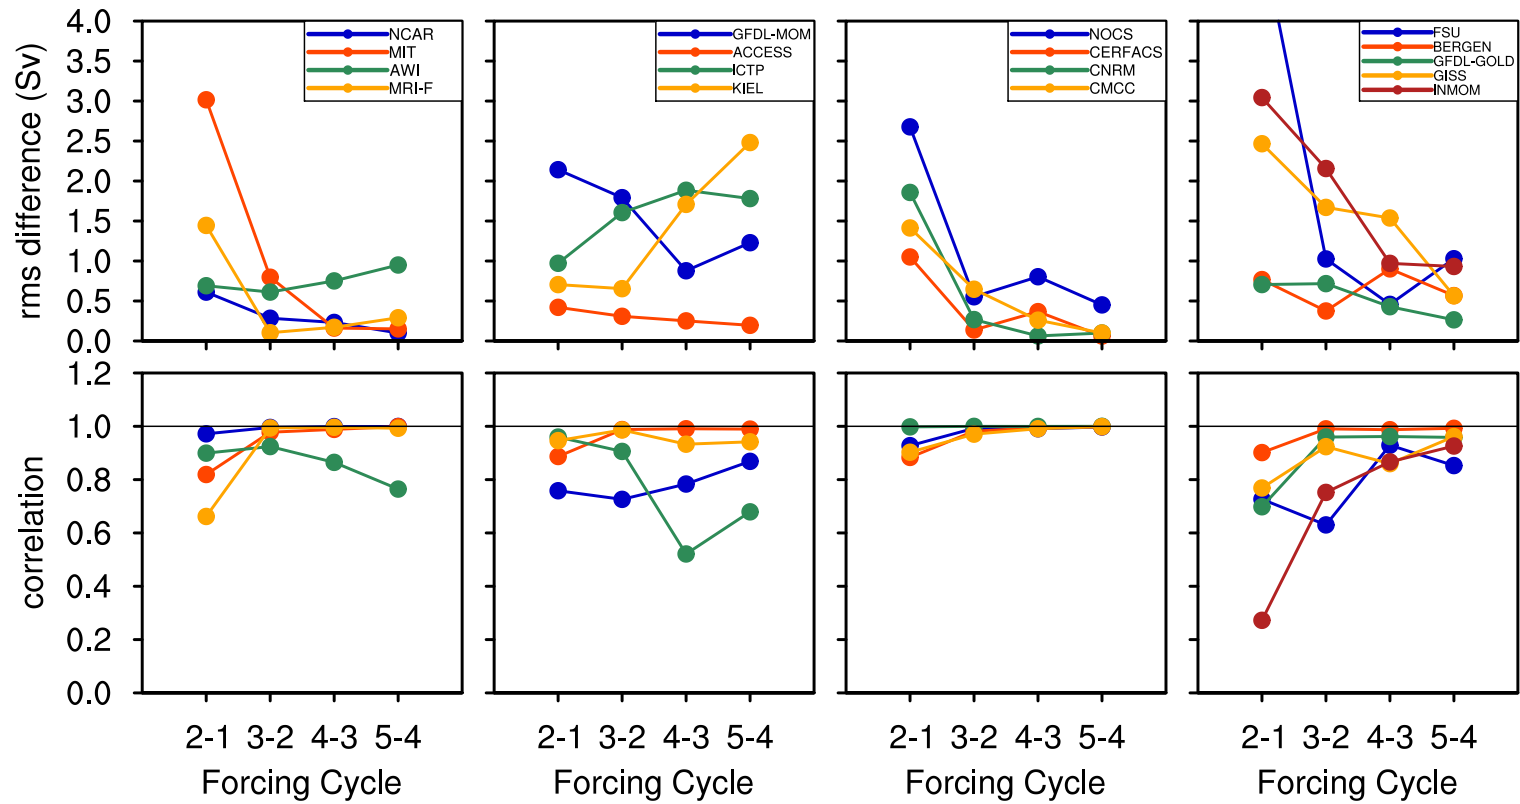 rms difference (Sv)
4.0
3.5
3.0
2.5
2.0
1.5
1.0
0.5
0.0
NCAR
MIT
AWI
MRI-F
GFDL-MOM
ACCESS
ICTP
KIEL
NOCS
CERFACS
CNRM
CMCC
FSU
BERGEN
GFDL-GOLD
GISS
INMOM
correlation
1.2
1.0
0.8
0.6
0.4
0.2
0.0
2-1 3-2 4-3 5-4
Forcing Cycle
2-1 3-2 4-3 5-4
Forcing Cycle
2-1 3-2 4-3 5-4
Forcing Cycle
2-1 3-2 4-3 5-4
Forcing Cycle